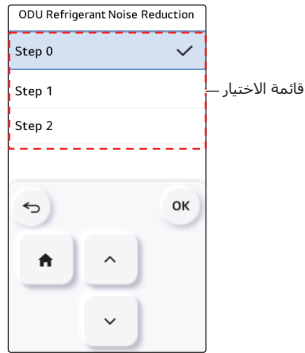 ODU Refrigerant Noise Reduction
Step 0
Step 1
قائمة الاختيار
Step 2
OK